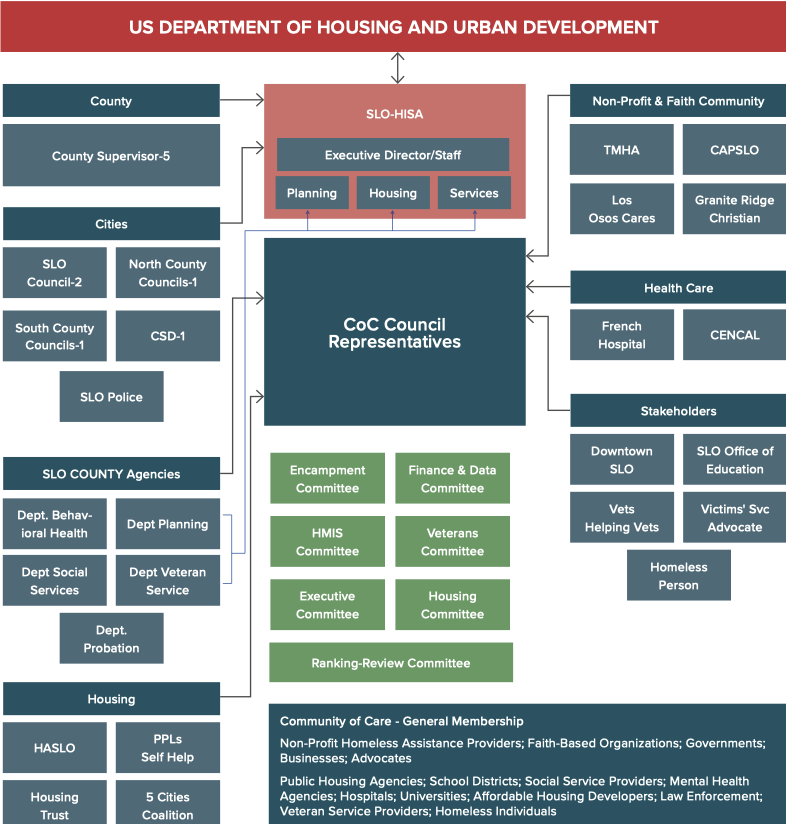 US DEPARTMENT OF HOUSING AND URBAN DEVELOPMENT
County
County Supervisor-5
Cities
SLO
Council-2
North County
Councils-1
South County
Councils-1
CSD-1
SLO Police
SLO COUNTY Agencies
Dept. Behav-
ioral Health
Dept Planning
Dept Social
Services
Dept Veteran
Service
Dept.
Probation
Housing
HASLO
PPLs
Self Help
Housing
Trust
5 Cities
Coalition
SLO-HISA
Executive Director/Staff
Planning
Housing
Services
CoC Council
Representatives
Encampment
Committee
Finance & Data
Committee
HMIS
Committee
Veterans
Committee
Executive
Committee
Housing
Committee
Ranking-Review Committee
Non-Profit & Faith Community
TMHA
CAPSLO
Los
Osos Cares
Granite Ridge
Christian
Health Care
French
Hospital
CENCAL
Stakeholders
Downtown
SLO
SLO Office of
Education
Vets
Helping Vets
Victims' Svc
Advocate
Homeless
Person
Community of Care - General Membership
Non-Profit Homeless Assistance Providers; Faith-Based Organizations; Governments;
Businesses; Advocates
Public Housing Agencies; School Districts; Social Service Providers; Mental Health
Agencies; Hospitals; Universities; Affordable Housing Developers; Law Enforcement;
Veteran Service Providers; Homeless Individuals